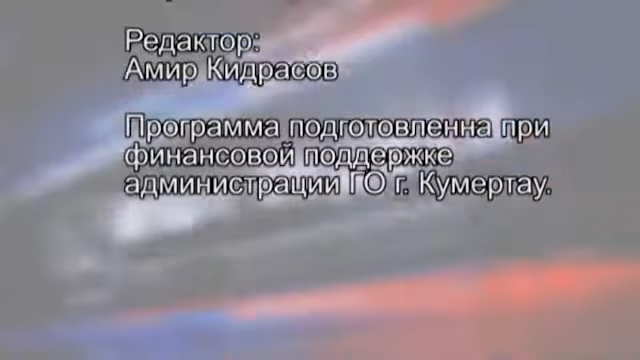 Редактор:
Амир Кидрасов
Программа подготовленна при
финансовой поддержке
администрации ГО г. Кумертау.